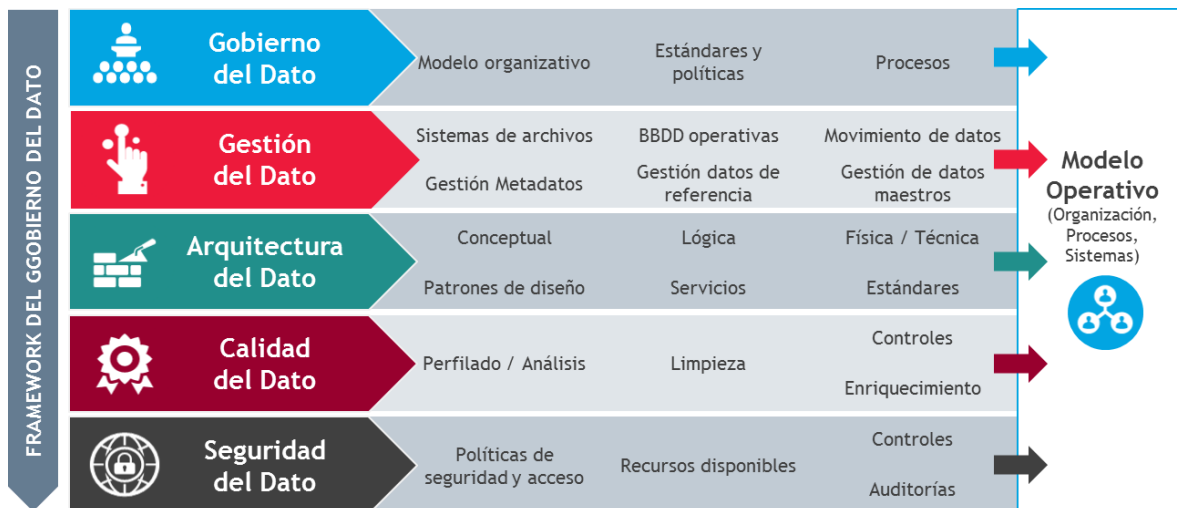 FRAMEWORK DEL GGOBIERNO DEL DATO
Gobierno
del Dato
Modelo organizativo
Estándares y
políticas
Procesos
Gestión
del Dato
Sistemas de archivos
BBDD operativas
Movimiento de datos
Gestión Metadatos
Gestión datos de
referencia
Gestión de datos
maestros
Arquitectura
del Dato
Conceptual
Lógica
Física / Técnica
Patrones de diseño
Servicios
Estándares
Calidad
del Dato
Perfilado / Análisis
Limpieza
Controles
Enriquecimiento
Seguridad
del Dato
Políticas de
seguridad y acceso
Recursos disponibles
Controles
Auditorías
Modelo
Operativo
(Organización,
Procesos,
Sistemas)